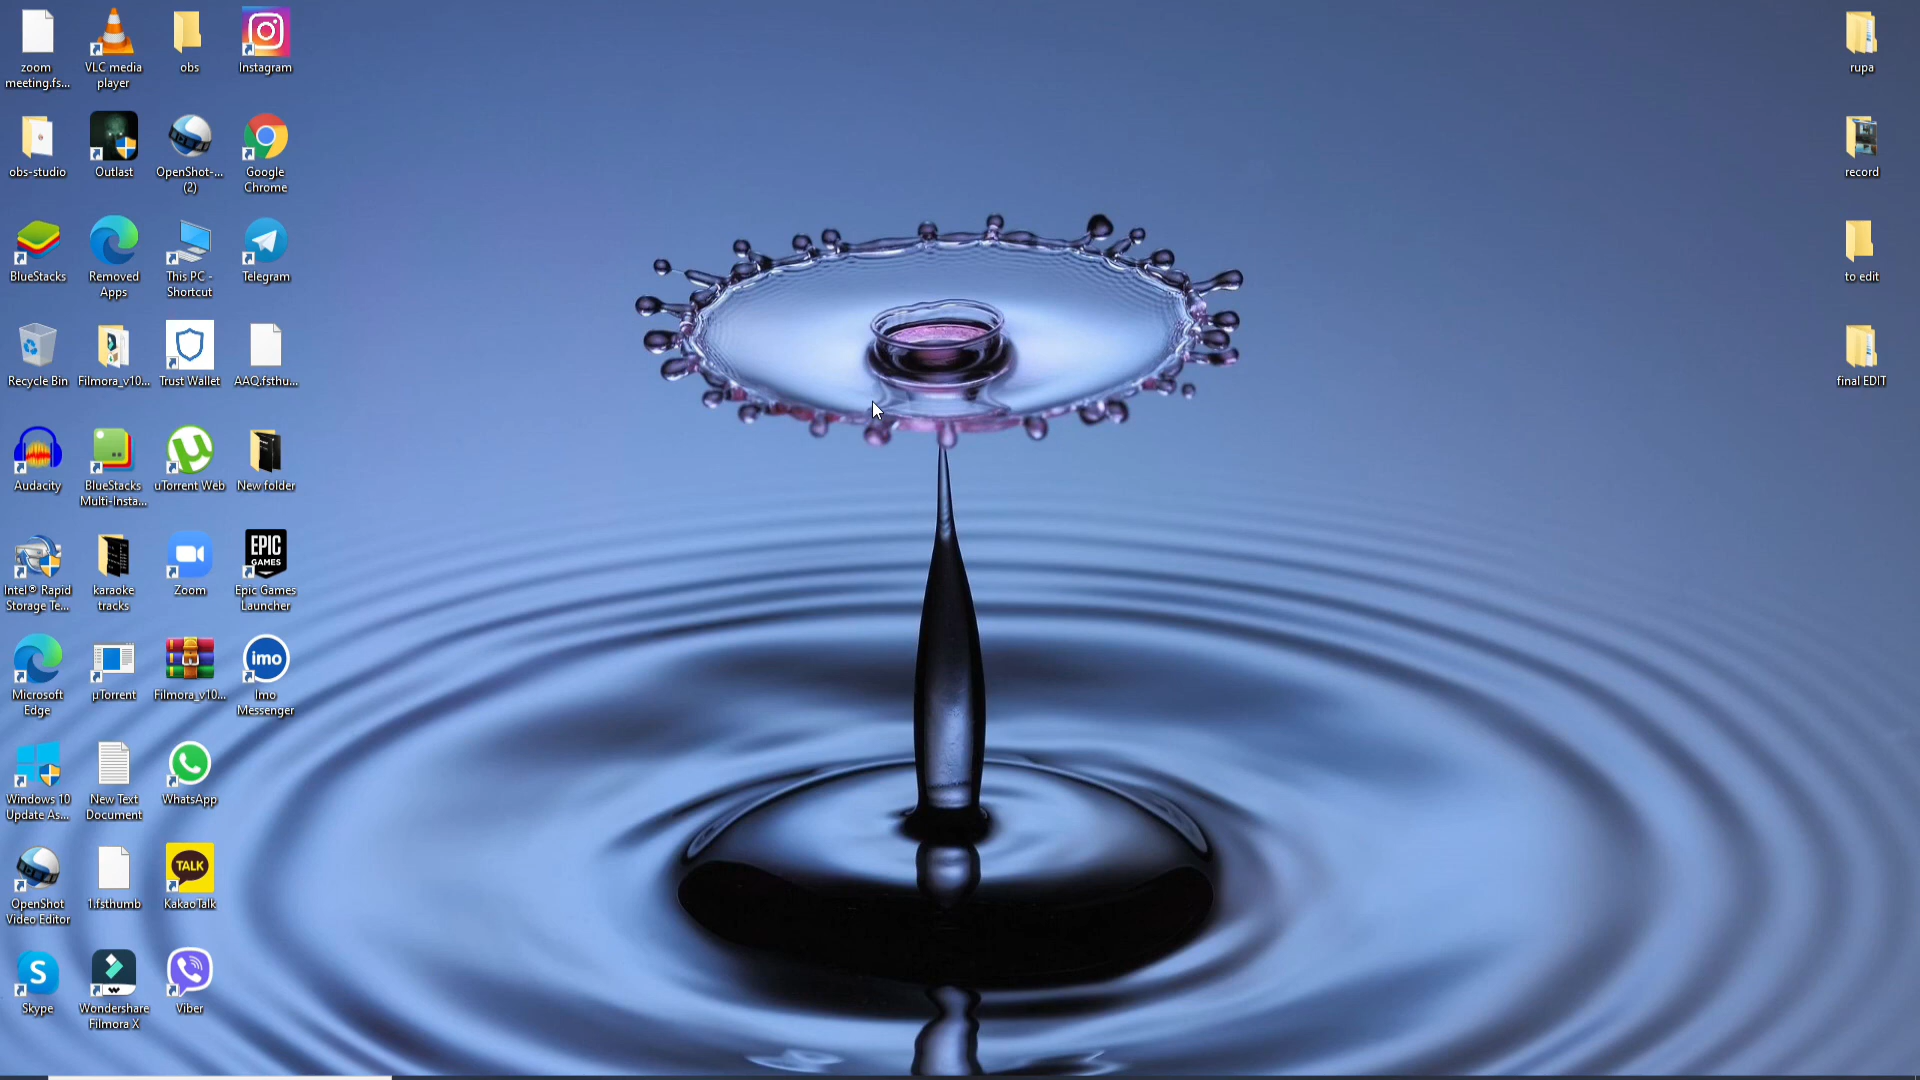 zoom
meeting.fs...
VLC media
player
obs
Instagram
rupa
obs-studio
Outlast
OpenShot-...
(2)
Google
Chrome
record
BlueStacks
Removed
Apps
This PC -
Shortcut
Telegram
to edit
Recycle Bin
Filmora_v10...
Trust Wallet
AAQ.fsthu...
final EDIT
Audacity
BlueStacks
Multi-Insta...
uTorrent Web
New folder
Intel® Rapid
Storage Te...
karaoke
tracks
Zoom
EPIC
GAMES
Epic Games
Launcher
Microsoft
Edge
µTorrent
Filmora_v10...
imo
Imo
Messenger
Windows 10
Update As...
New Text
Document
WhatsApp
OpenShot
Video Editor
1.fsthumb
TALK
KakaoTalk
S
Skype
Wondershare
Filmora X
Viber